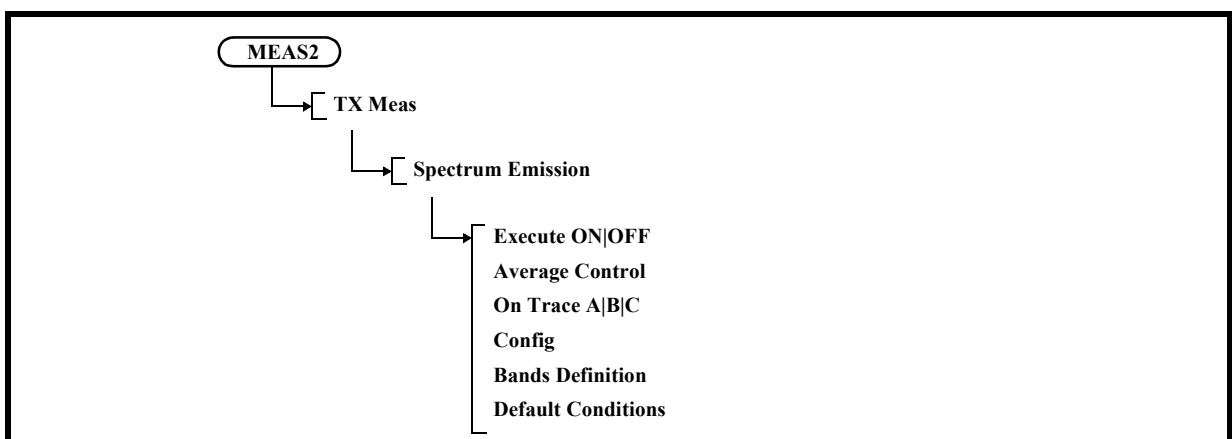 MEAS2
TX Meas
Spectrum Emission
Execute ON|OFF
Average Control
On Trace A|B|C
Config
Bands Definition
Default Conditions